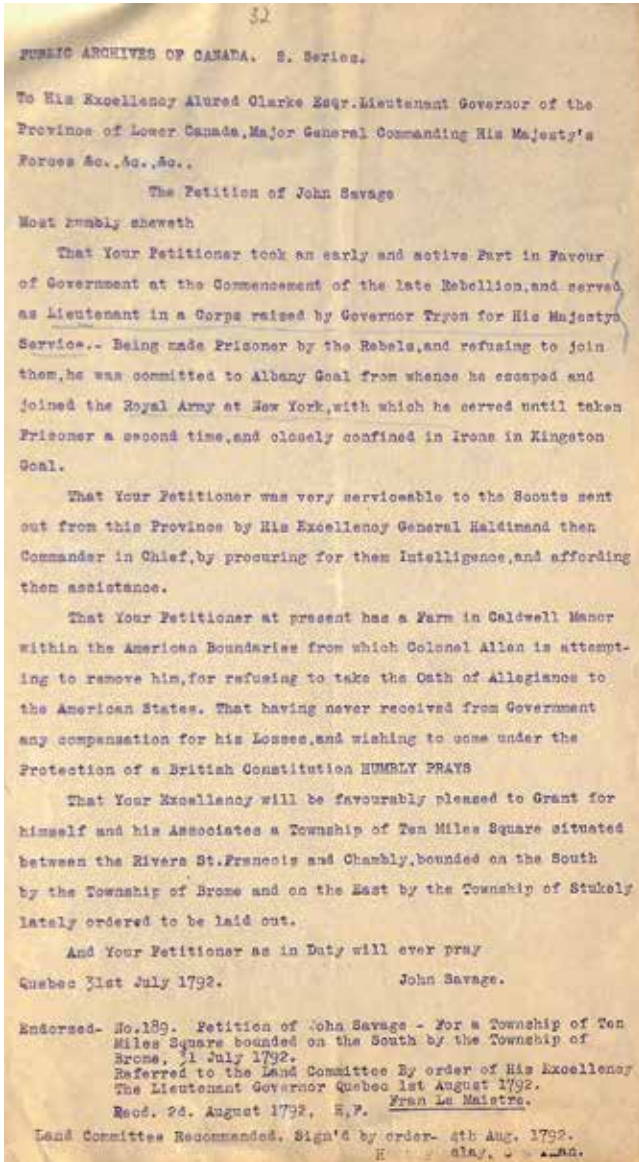 32
PUBLIC ARCHIVES OF CANADA. S. Series.
To His Excellency Alured Clarke Esqr.Lieutenant Governor of the
Province of Lower Canada,Major General Commanding His Majesty's
Forces &c.,&c.,&c.,
The Petition of John Savage
Most humbly sheweth
That Your Petitioner took an early and active Part in Favour
of Government at the Commencement of the late Rebellion,and served
as Lieutenant in a Corps raised by Governor Tryon for His Majestys
Service.- Being made Prisoner by the Rebels,and refusing to join
them,he was committed to Albany Goal from whence he escaped and
joined the Royal Army at New York,with which he served until taken
Prisoner a second time,and closely confined in Irons in Kingston
Goal.
That Your Petitioner was very serviceable to the Scouts sent
out from this Province by His Excellency General Haldimand then
Commander in Chief,by procuring for them Intelligence,and affording
them assistance.
That Your Petitioner at present has a Farm in Caldwell Manor
within the American Boundaries from which Colonel Allen is attempt-
ing to remove him,for refusing to take the Oath of Allegiance to
the American States. That having never received from Government
any compensation for his Losses,and wishing to come under the
Protection of a British Constitution HUMBLY PRAYS
That Your Excellency will be favourably pleased to Grant for
himself and his Associates a Township of Ten Miles Square situated
between the Rivers St.Francois and Chambly,bounded on the South
by the Township of Brome and on the East by the Township of Stukely
lately ordered to be laid out.
And Your Petitioner as in Duty will ever pray
Quebec 31st July 1792. John Savage.
Endorsed- No.189. Petition of John Savage - For a Township of Ten
Miles Square bounded on the South by the Township of
Brome, 31 July 1792.
Referred to the Land Committee By order of His Excellency
The Lieutenant Governor Quebec 1st August 1792.
Fran Le Maistre.
Recd. 2d. August 1792. H,F.
Land Committee Recommended. Sign'd by order- 4th Aug. 1792.